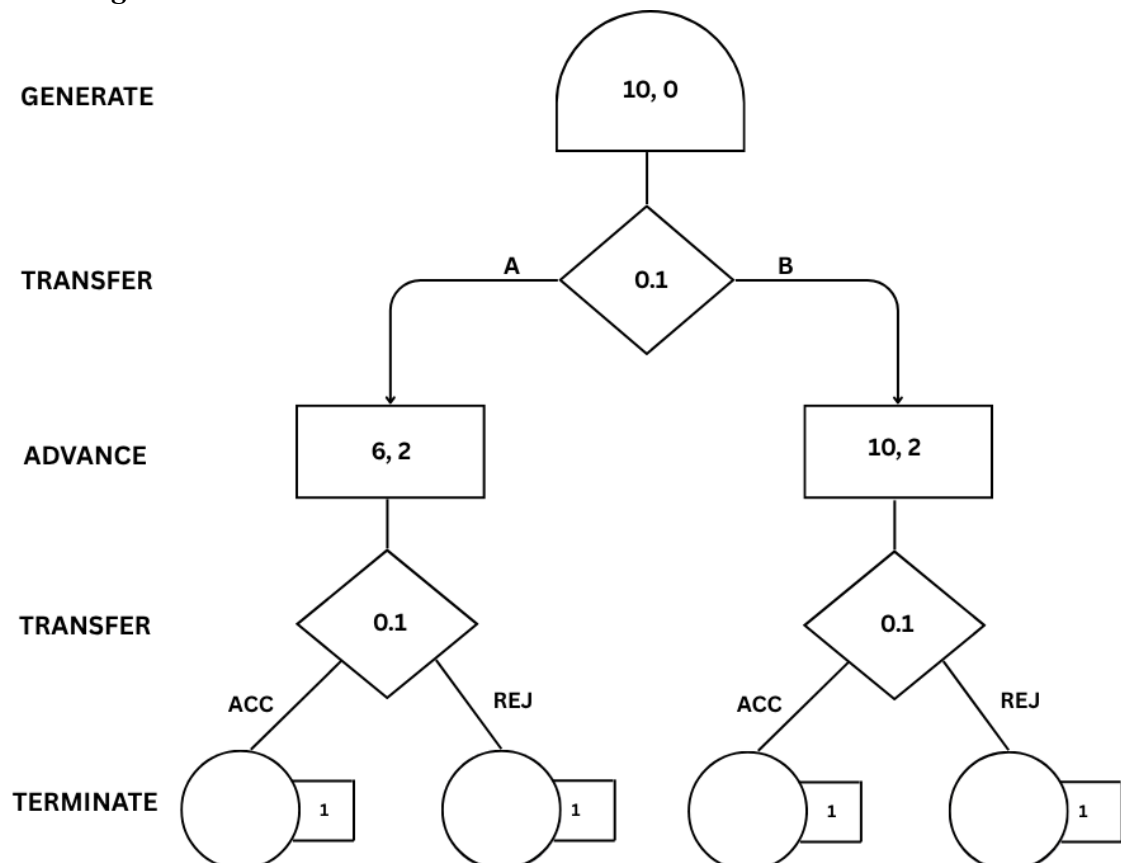 GENERATE
10, 0
TRANSFER
A
0.1
B
ADVANCE
6, 2
10, 2
TRANSFER
0.1
0.1
ACC
REJ
ACC
REJ
TERMINATE
1
1
1
1